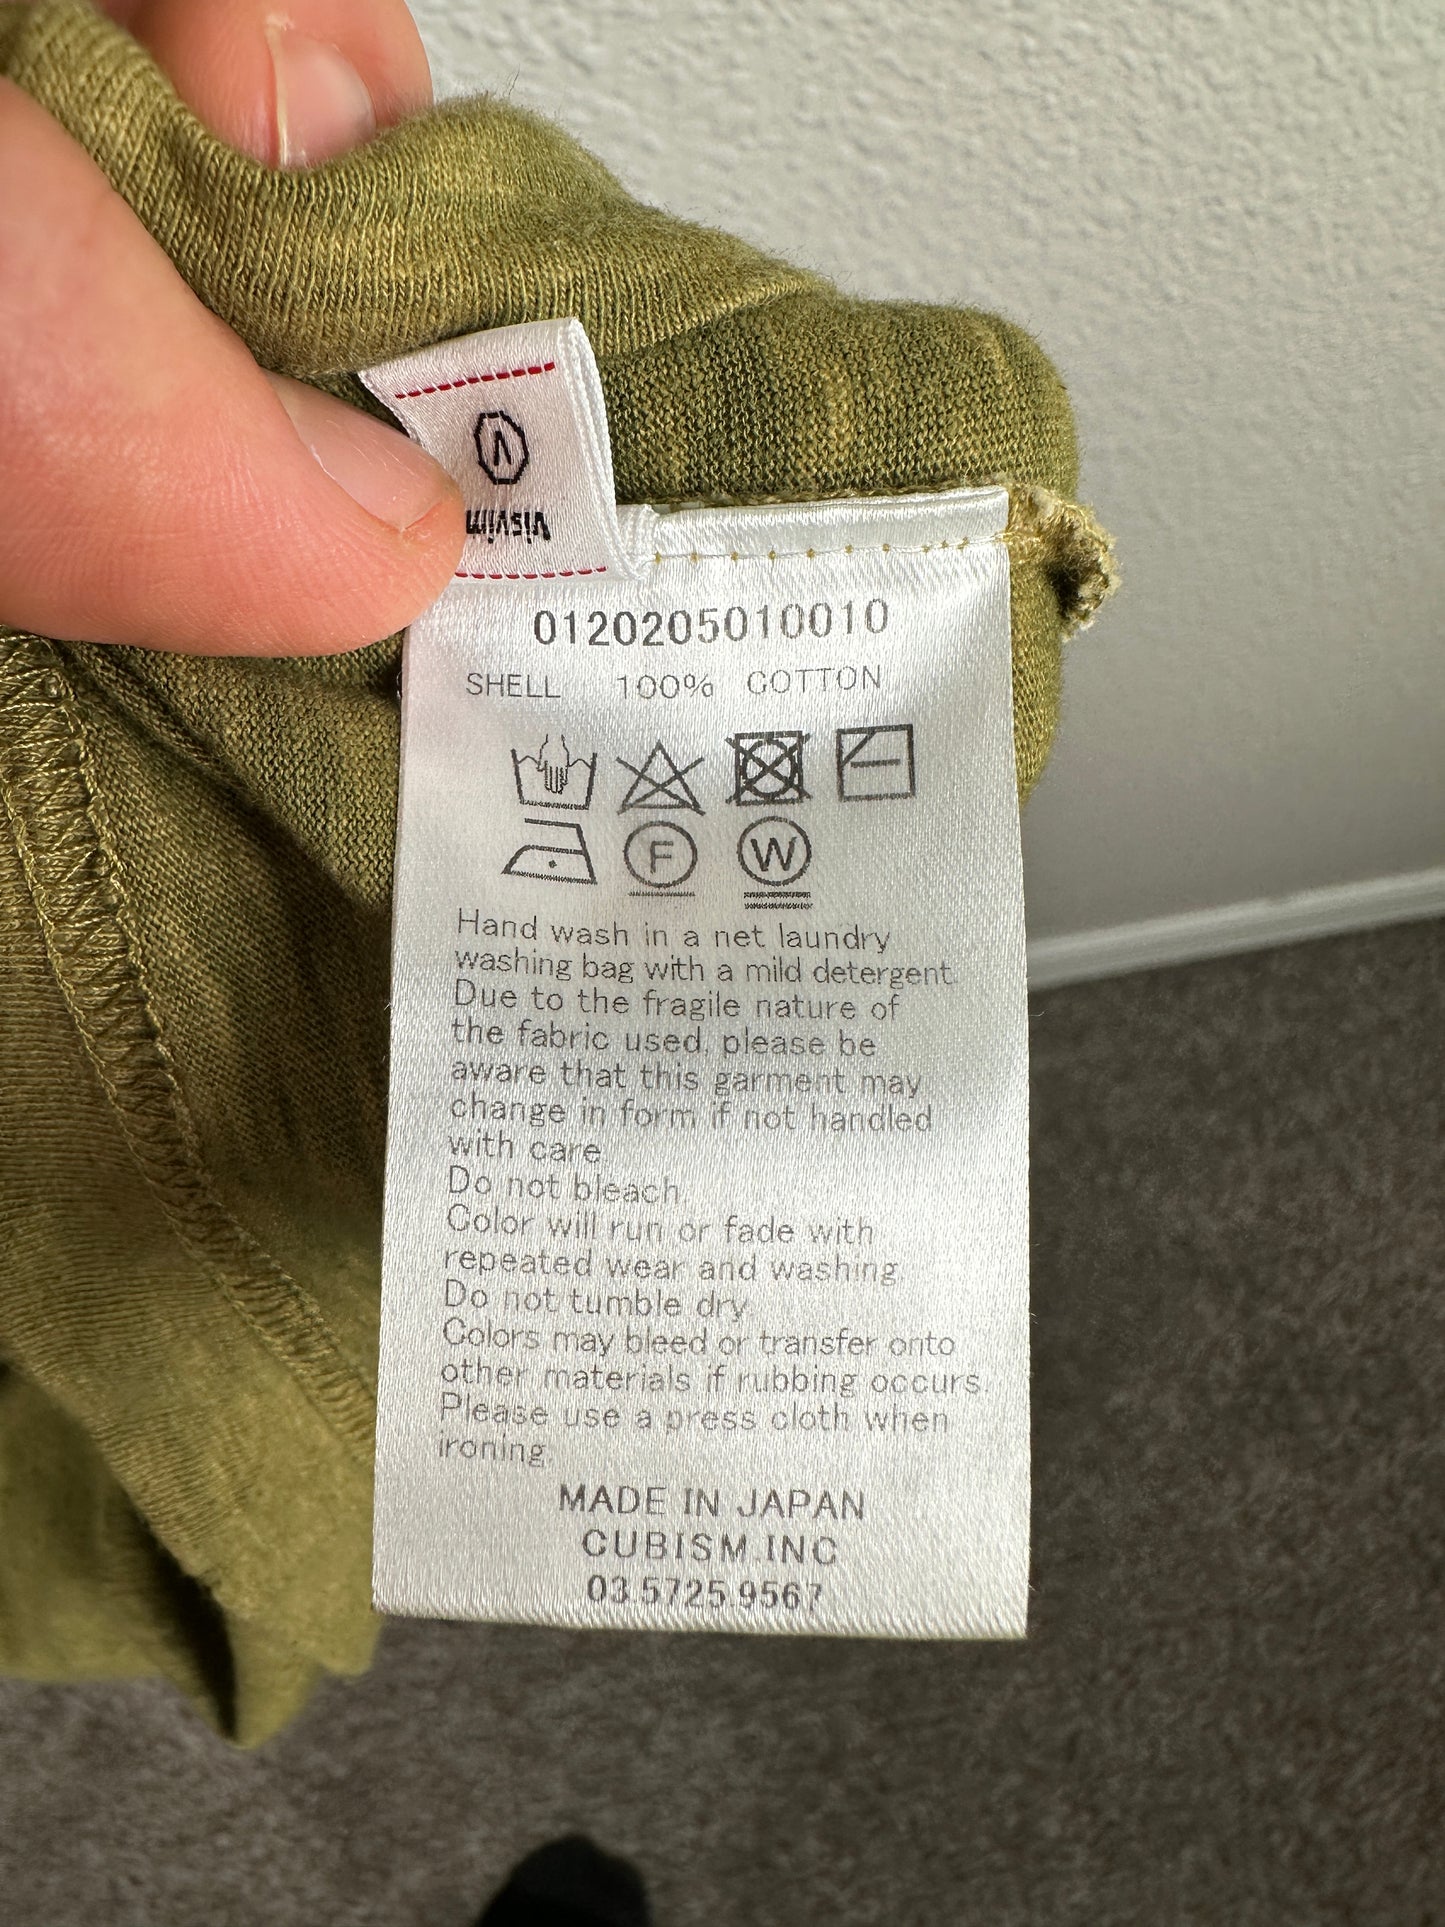 visvim
0120205010010
SHELL 100% COTTON
F W
Hand wash in a net laundry
washing bag with a mild detergent.
Due to the fragile nature of
the fabric used, please be
aware that this garment may
change in form if not handled
with care.
Do not bleach.
Color will run or fade with
repeated wear and washing.
Do not tumble dry.
Colors may bleed or transfer onto
other materials if rubbing occurs.
Please use a press cloth when
ironing.
MADE IN JAPAN
CUBISM.INC
03.5725.9567